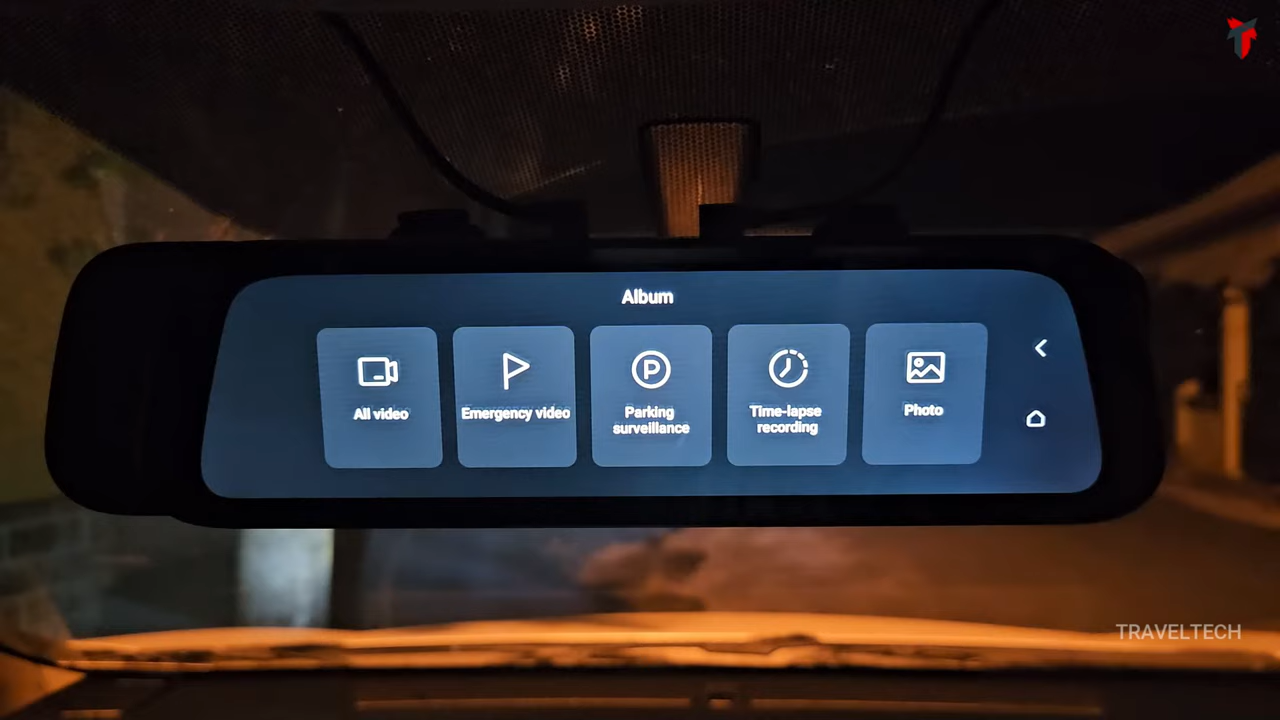 Album
All video
Emergency video
P
Parking
surveillance
Time-lapse
recording
Photo
TRAVELTECH